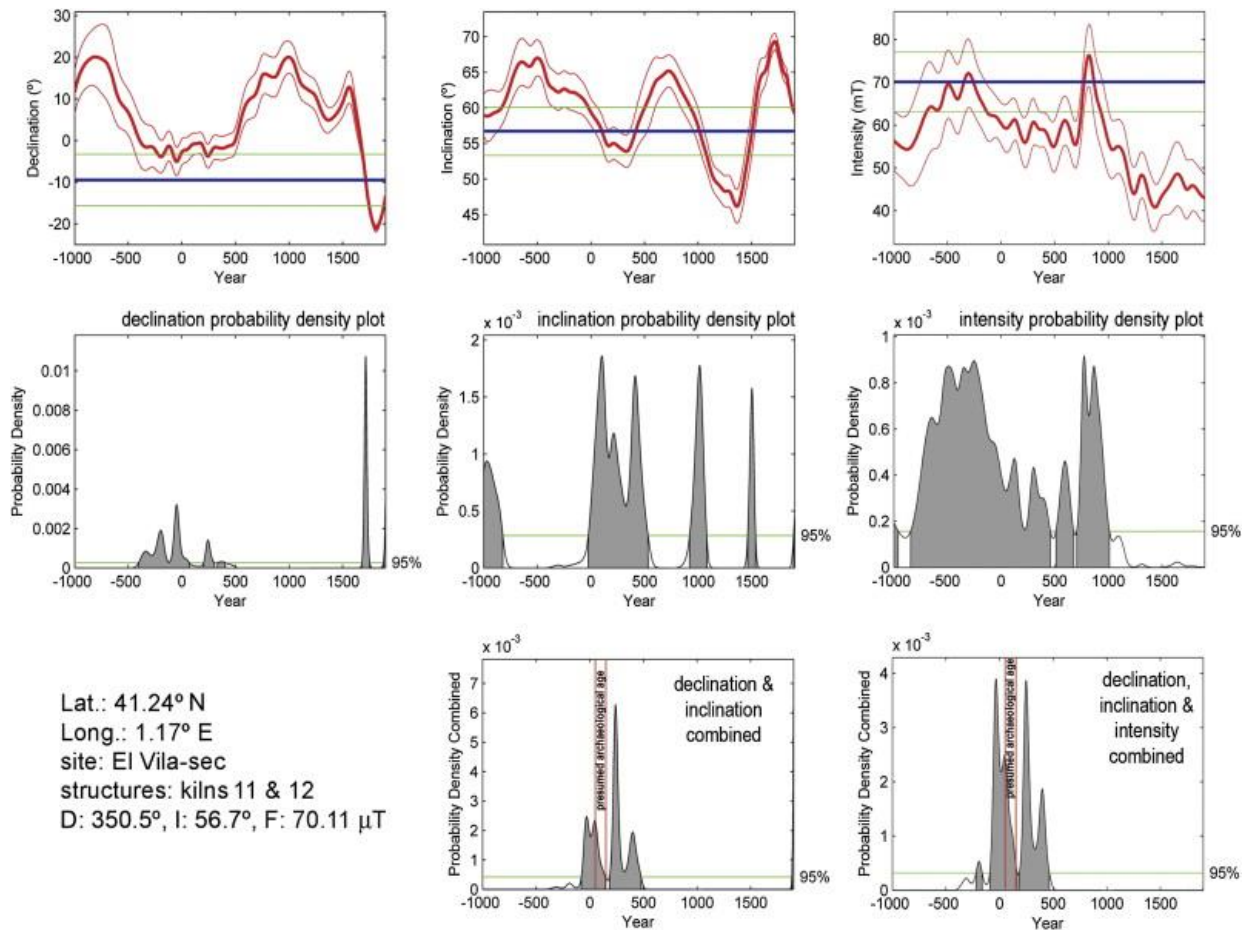 30
20
10
0
-10
-20
Declination (º)
-1000 -500 0 500 1000 1500
Year
70
65
60
55
50
45
Inclination (º)
-1000 -500 0 500 1000 1500
Year
80
70
60
50
40
Intensity (mT)
-1000 -500 0 500 1000 1500
Year
declination probability density plot
0.01
0.008
0.006
0.004
0.002
0
Probability Density
95%
-1000 -500 0 500 1000 1500
Year
x 10-3
inclination probability density plot
2
1.5
1
0.5
0
Probability Density
95%
-1000 -500 0 500 1000 1500
Year
x 10-3
intensity probability density plot
1
0.8
0.6
0.4
0.2
0
Probability Density
95%
-1000 -500 0 500 1000 1500
Year
Lat.: 41.24º N
Long.: 1.17º E
site: El Vila-sec
structures: kilns 11 & 12
D: 350.5º, I: 56.7º, F: 70.11 μT
x 10-3
7
6
5
4
3
2
1
0
Probability Density Combined
presumed archaeological age
declination &
inclination
combined
95%
-1000 -500 0 500 1000 1500
Year
x 10-3
4
3
2
1
0
Probability Density Combined
presumed archaeological age
declination,
inclination &
intensity
combined
95%
-1000 -500 0 500 1000 1500
Year